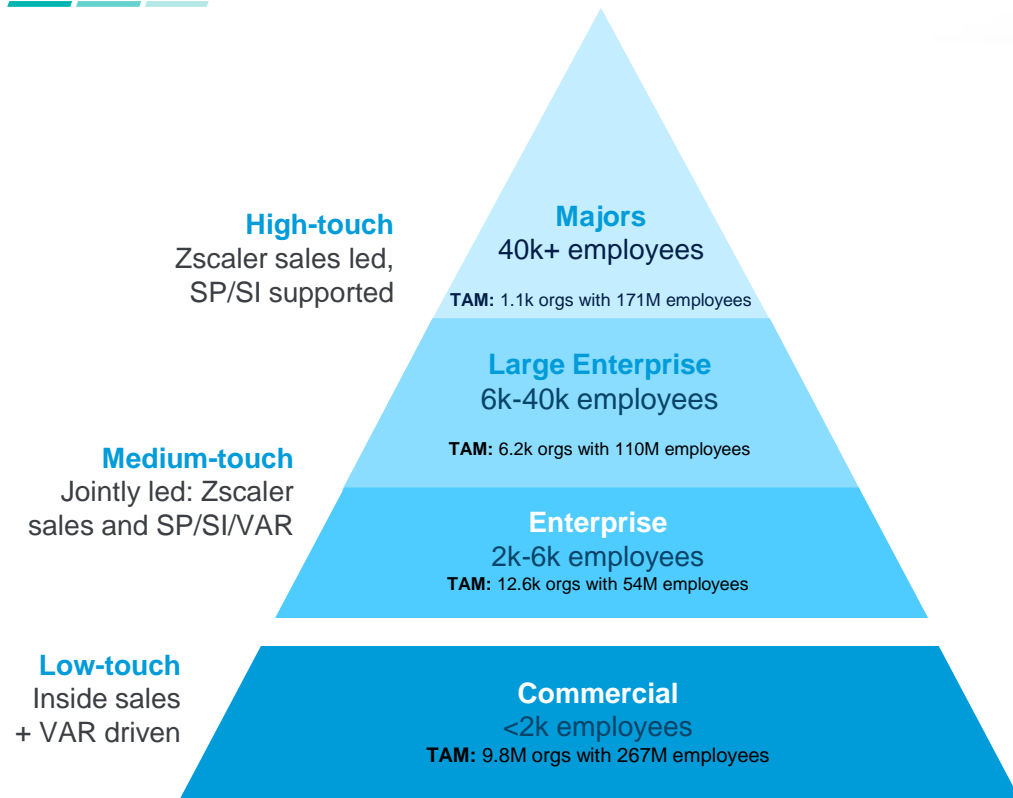 High-touch
Zscaler sales led,
SP/SI supported
Majors
40k+ employees
TAM: 1.1k orgs with 171M employees
Large Enterprise
6k-40k employees
TAM: 6.2k orgs with 110M employees
Medium-touch
Jointly led: Zscaler
sales and SP/SI/VAR
Enterprise
2k-6k employees
TAM: 12.6k orgs with 54M employees
Low-touch
Inside sales
+ VAR driven
Commercial
<2k employees
TAM: 9.8M orgs with 267M employees